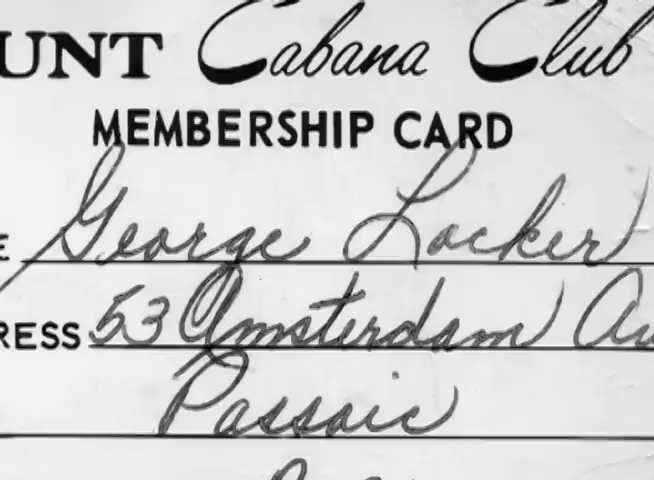 UNT Cabana Club
MEMBERSHIP CARD
E George Locker
RESS 53 Amsterdam Av
Passaic